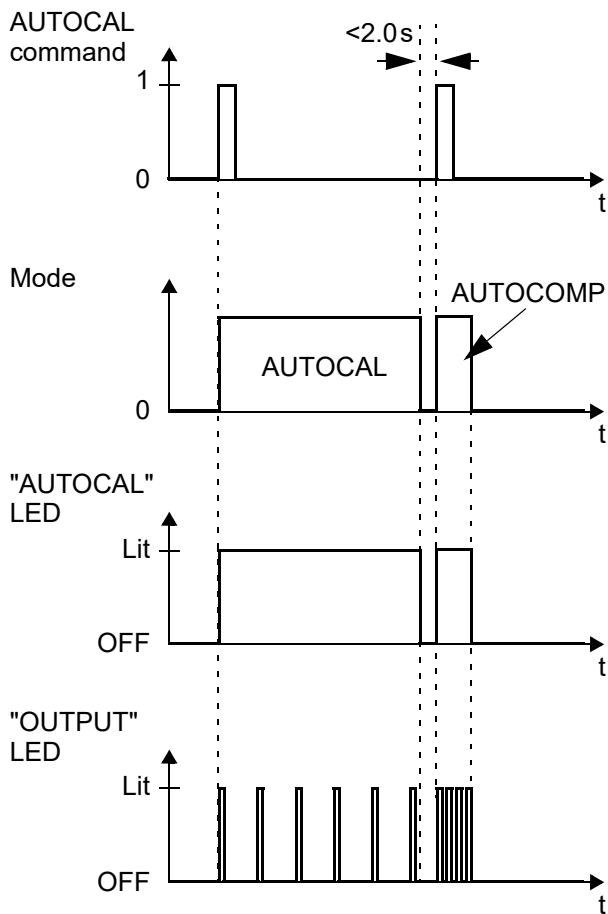 AUTOCAL
command
<2.0s
1
0
t
Mode
AUTOCOMP
AUTOCAL
0
t
"AUTOCAL"
LED
Lit
OFF
t
"OUTPUT"
LED
Lit
OFF
t